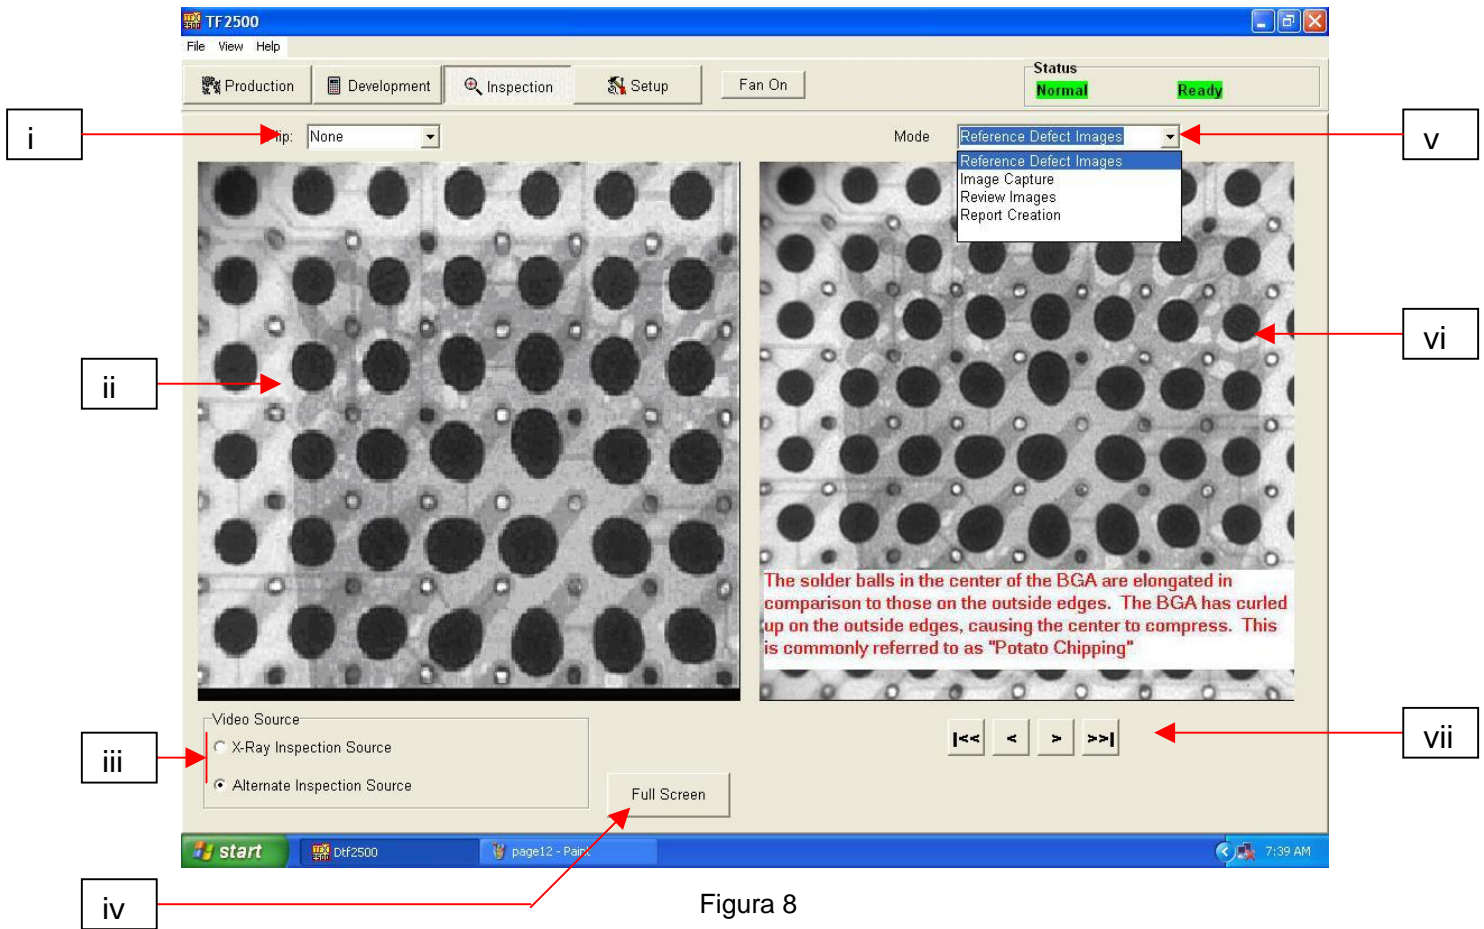 TF2500
File View Help
Production Development Inspection Setup Fan On
Status
Normal Ready
i
lip: None
Mode Reference Defect Images
v
Reference Defect Images
Image Capture
Review Images
Report Creation
ii
vi
The solder balls in the center of the BGA are elongated in
comparison to those on the outside edges. The BGA has curled
up on the outside edges, causing the center to compress. This
is commonly referred to as "Potato Chipping"
Video Source
X-Ray Inspection Source
Alternate Inspection Source
iii
Full Screen
|<< < > >>|
vii
start Dtf2500 page12 - Paint 7:39 AM
iv
Figura 8